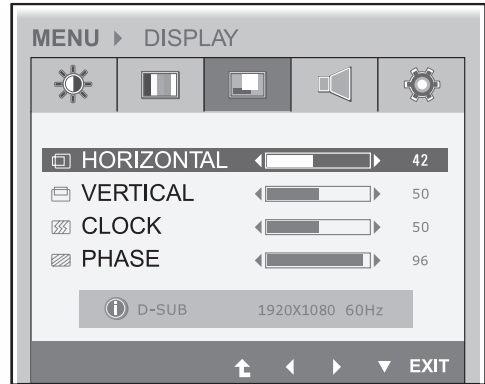 MENU ▶ DISPLAY
HORIZONTAL 42
VERTICAL 50
CLOCK 50
PHASE 96
D-SUB 1920X1080 60Hz
EXIT